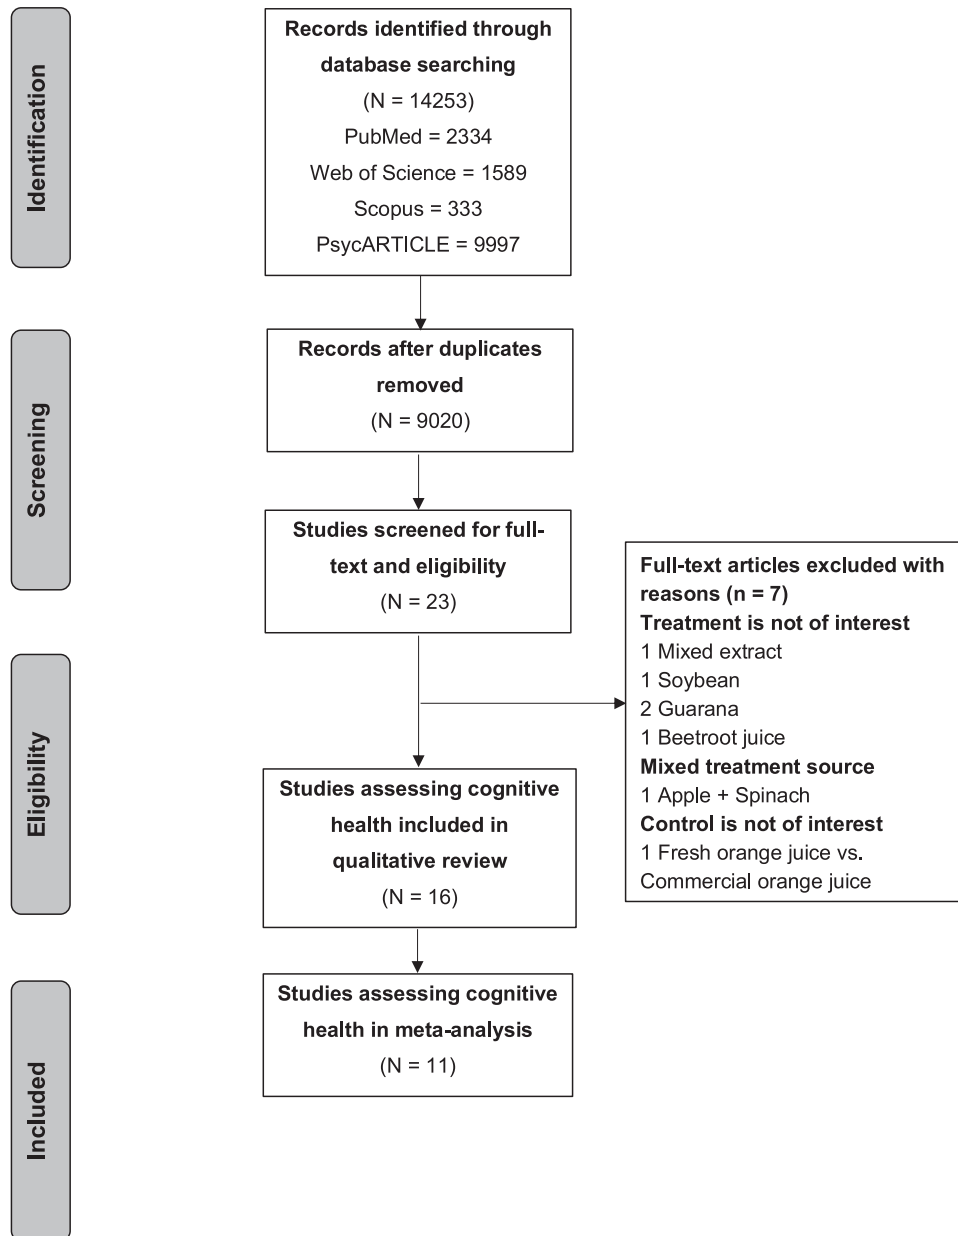 Identification
Records identified through
database searching
(N = 14253)
PubMed = 2334
Web of Science = 1589
Scopus = 333
PsycARTICLE = 9997
Screening
Records after duplicates
removed
(N = 9020)
Studies screened for full-
text and eligibility
(N = 23)
Full-text articles excluded with
reasons (n = 7)
Treatment is not of interest
1 Mixed extract
1 Soybean
2 Guarana
1 Beetroot juice
Mixed treatment source
1 Apple + Spinach
Control is not of interest
1 Fresh orange juice vs.
Commercial orange juice
Eligibility
Studies assessing cognitive
health included in
qualitative review
(N = 16)
Included
Studies assessing cognitive
health in meta-analysis
(N = 11)